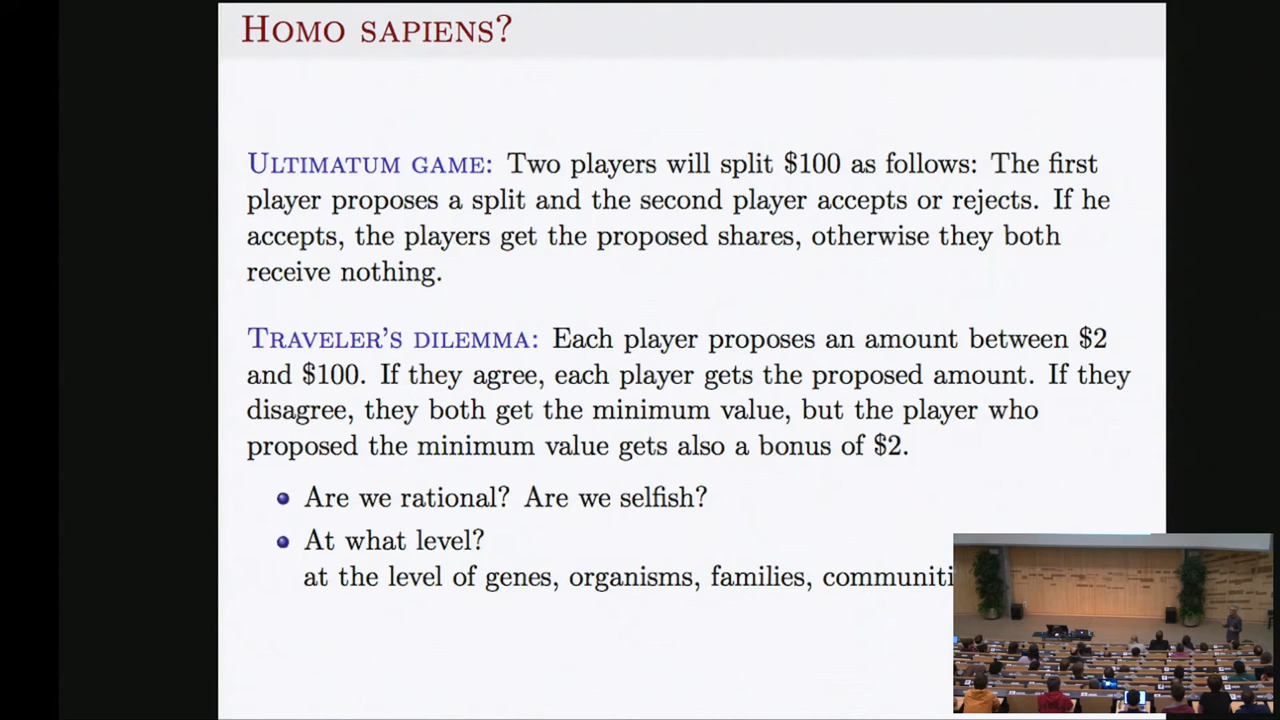 HOMO SAPIENS?
ULTIMATUM GAME: Two players will split $100 as follows: The first
player proposes a split and the second player accepts or rejects. If he
accepts, the players get the proposed shares, otherwise they both
receive nothing.
TRAVELER'S DILEMMA: Each player proposes an amount between $2
and $100. If they agree, each player gets the proposed amount. If they
disagree, they both get the minimum value, but the player who
proposed the minimum value gets also a bonus of $2.
Are we rational? Are we selfish?
At what level?
at the level of genes, organisms, families,